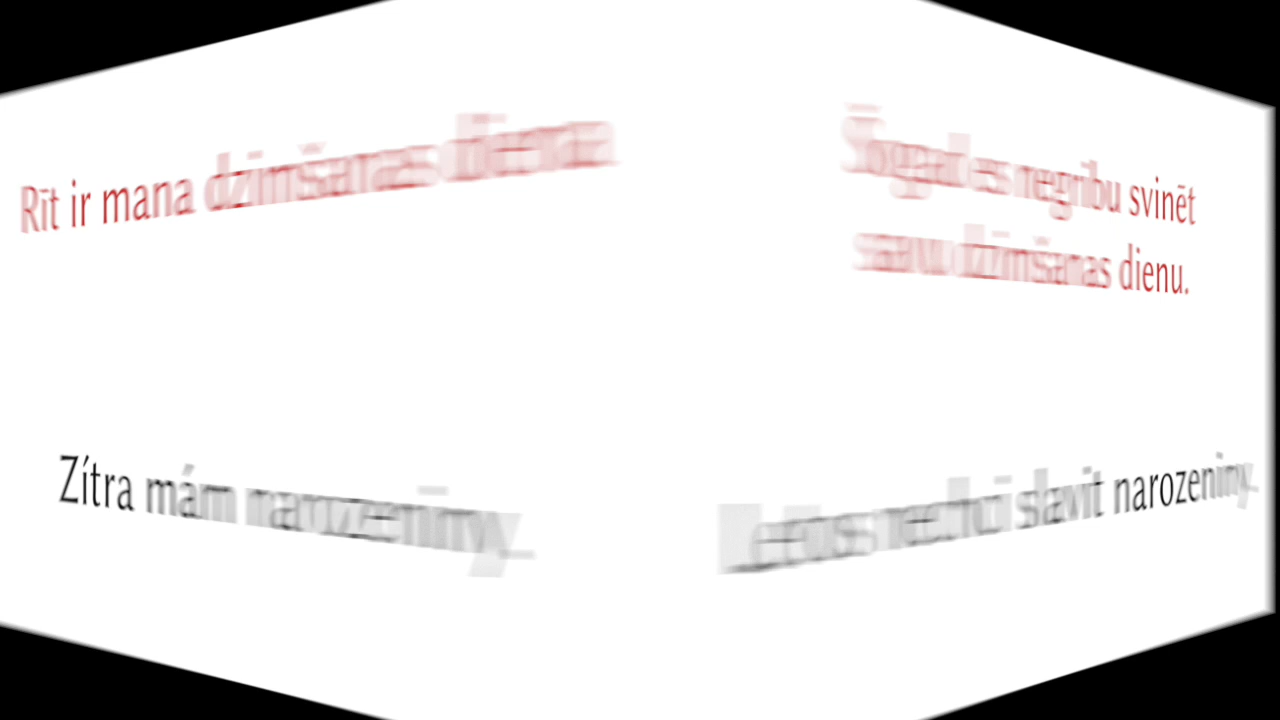 Rīt ir mana dzimšanas diena
Zítra mám narozeniny.
Šogad es negribu svinēt
savu dzimšanas dienu.
Letos nechci slavit narozeniny.